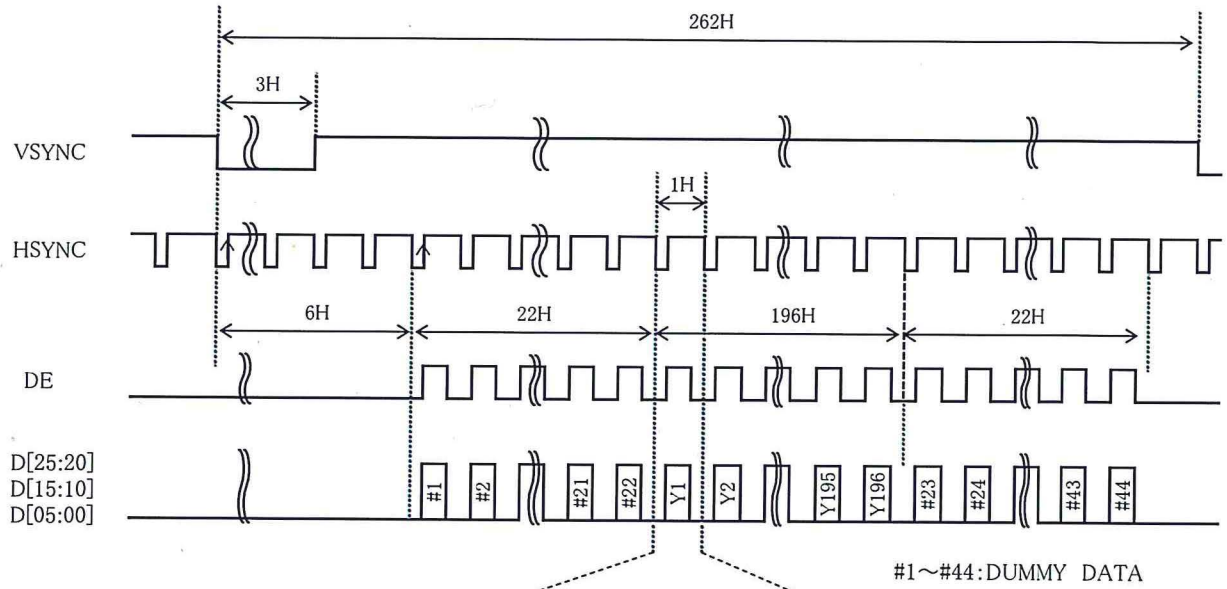 262H
3H
VSYNC
1H
HSYNC
6H
22H
196H
22H
DE
D[25:20]
D[15:10]
D[05:00]
#1
#2
#21
#22
Y1
Y2
Y195
Y196
#23
#24
#43
#44
#1～#44:DUMMY DATA